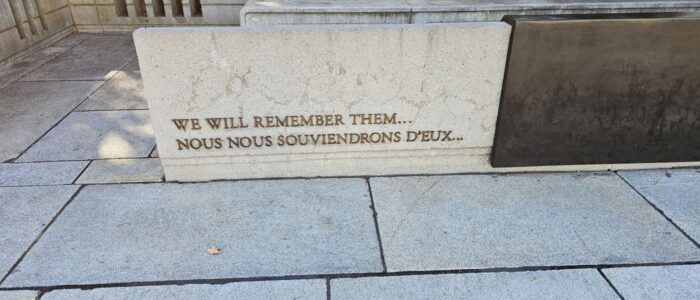 WE WILL REMEMBER THEM...
NOUS NOUS SOUVIENDRONS D'EUX...